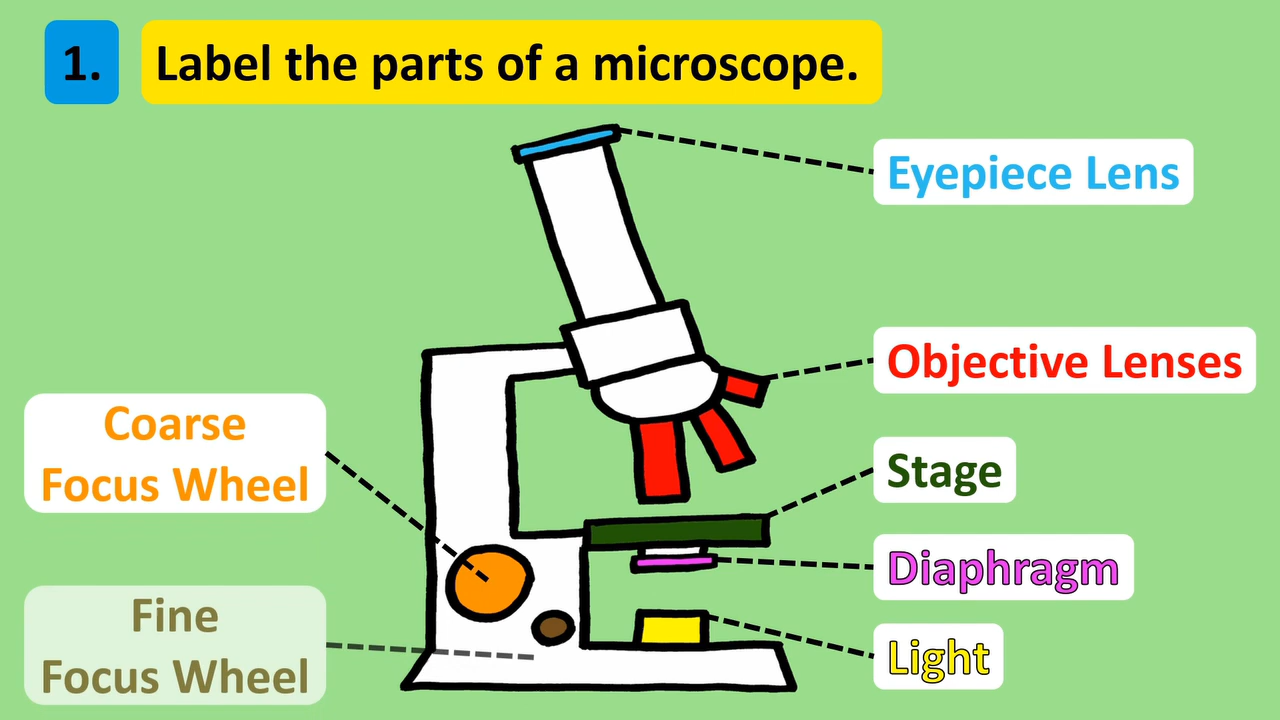 1. Label the parts of a microscope.
Eyepiece Lens
Objective Lenses
Coarse
Focus Wheel
Stage
Diaphragm
Fine
Focus Wheel
Light